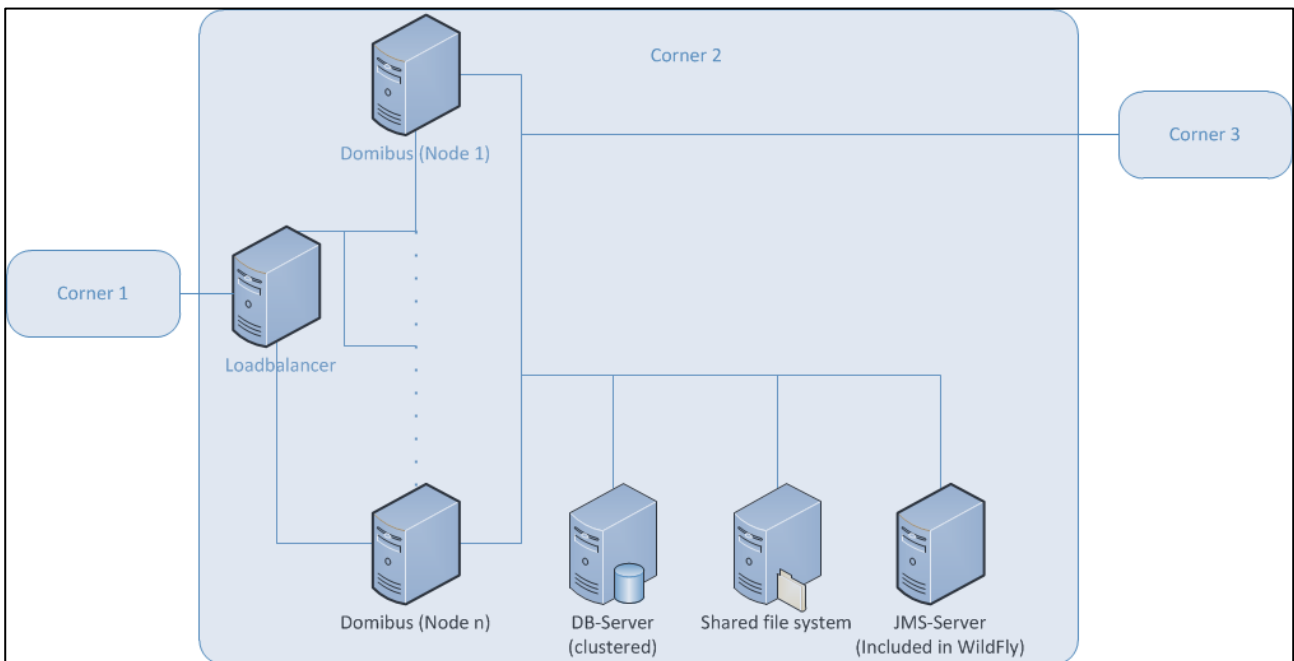 Corner 2
Domibus (Node 1)
Corner 3
Corner 1
Loadbalancer
Domibus (Node n)
DB-Server
(clustered)
Shared file system
JMS-Server
(Included in WildFly)